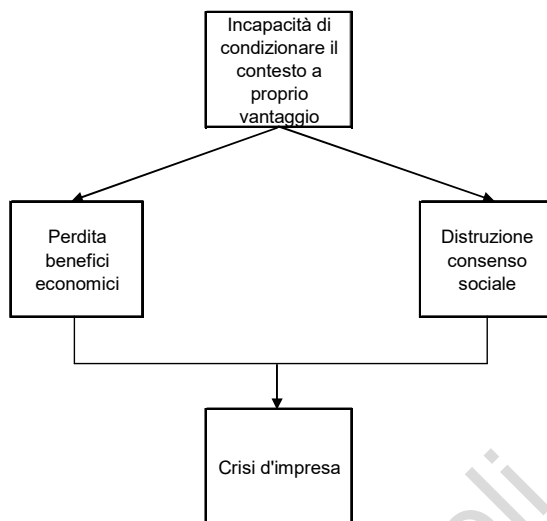 Incapacità di
condizionare il
contesto a
proprio
vantaggio
Perdita
benefici
economici
Distruzione
consenso
sociale
Crisi d'impresa